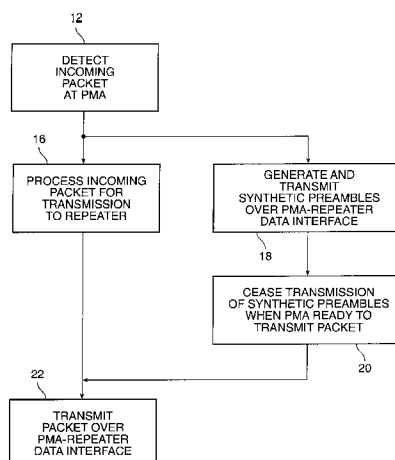 12
DETECT
INCOMING
PACKET
AT PMA
16
PROCESS INCOMING
PACKET FOR
TRANSMISSION
TO REPEATER
GENERATE AND
TRANSMIT
SYNTHETIC PREAMBLES
OVER PMA-REPEATER
DATA INTERFACE
18
CEASE TRANSMISSION
OF SYNTHETIC PREAMBLES
WHEN PMA READY TO
TRANSMIT PACKET
20
22
TRANSMIT
PACKET OVER
PMA-REPEATER
DATA INTERFACE